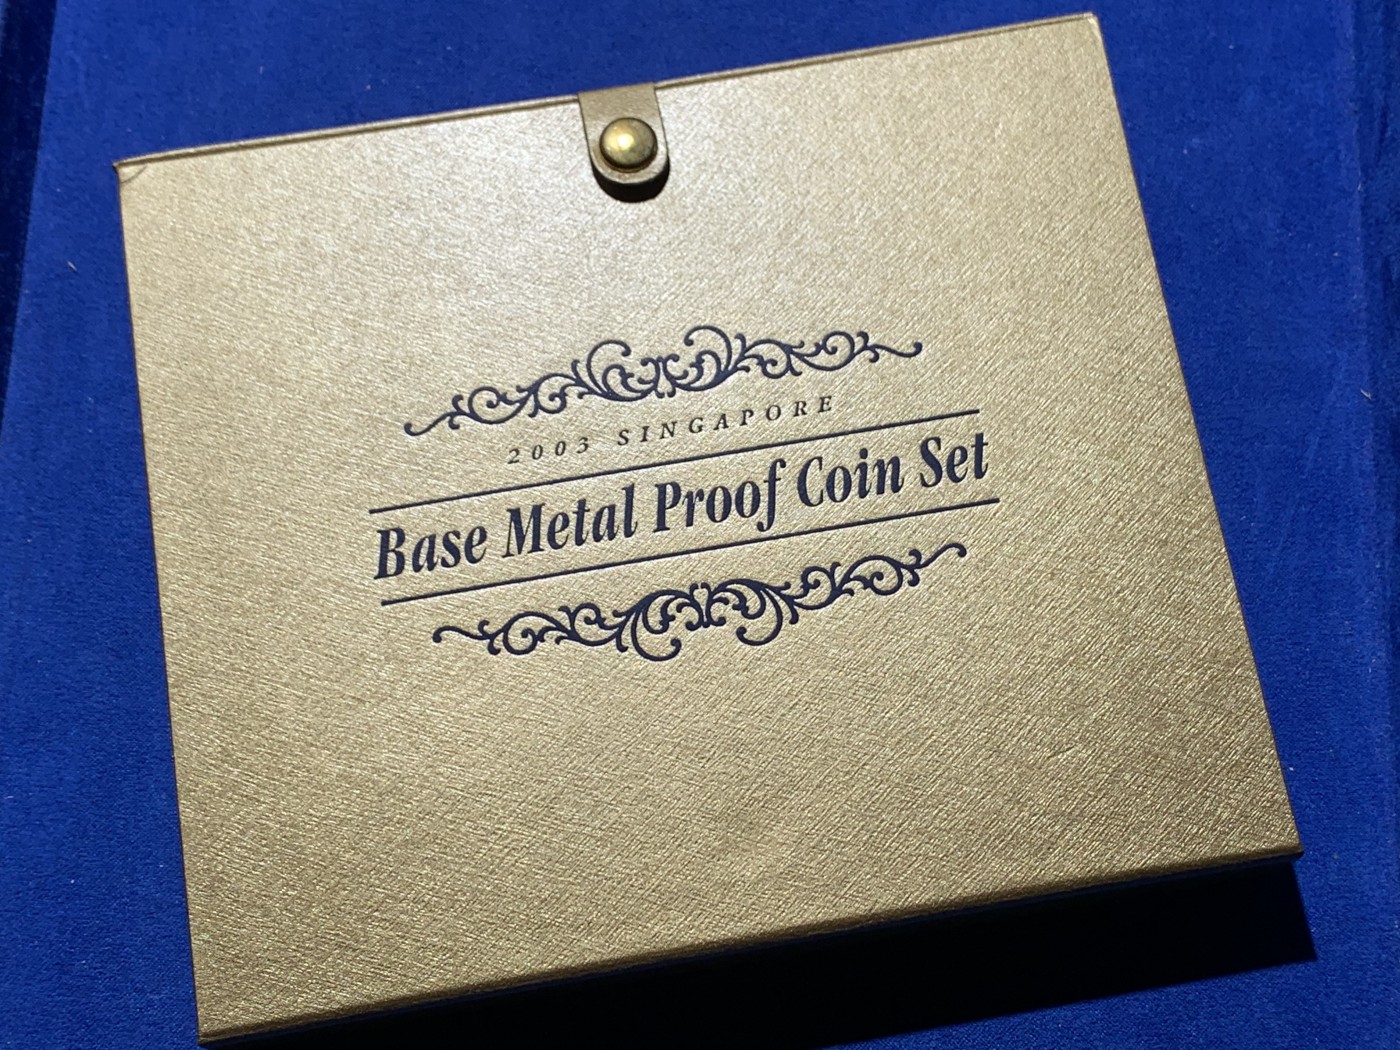 2003 SINGAPORE
Base Metal Proof Coin Set